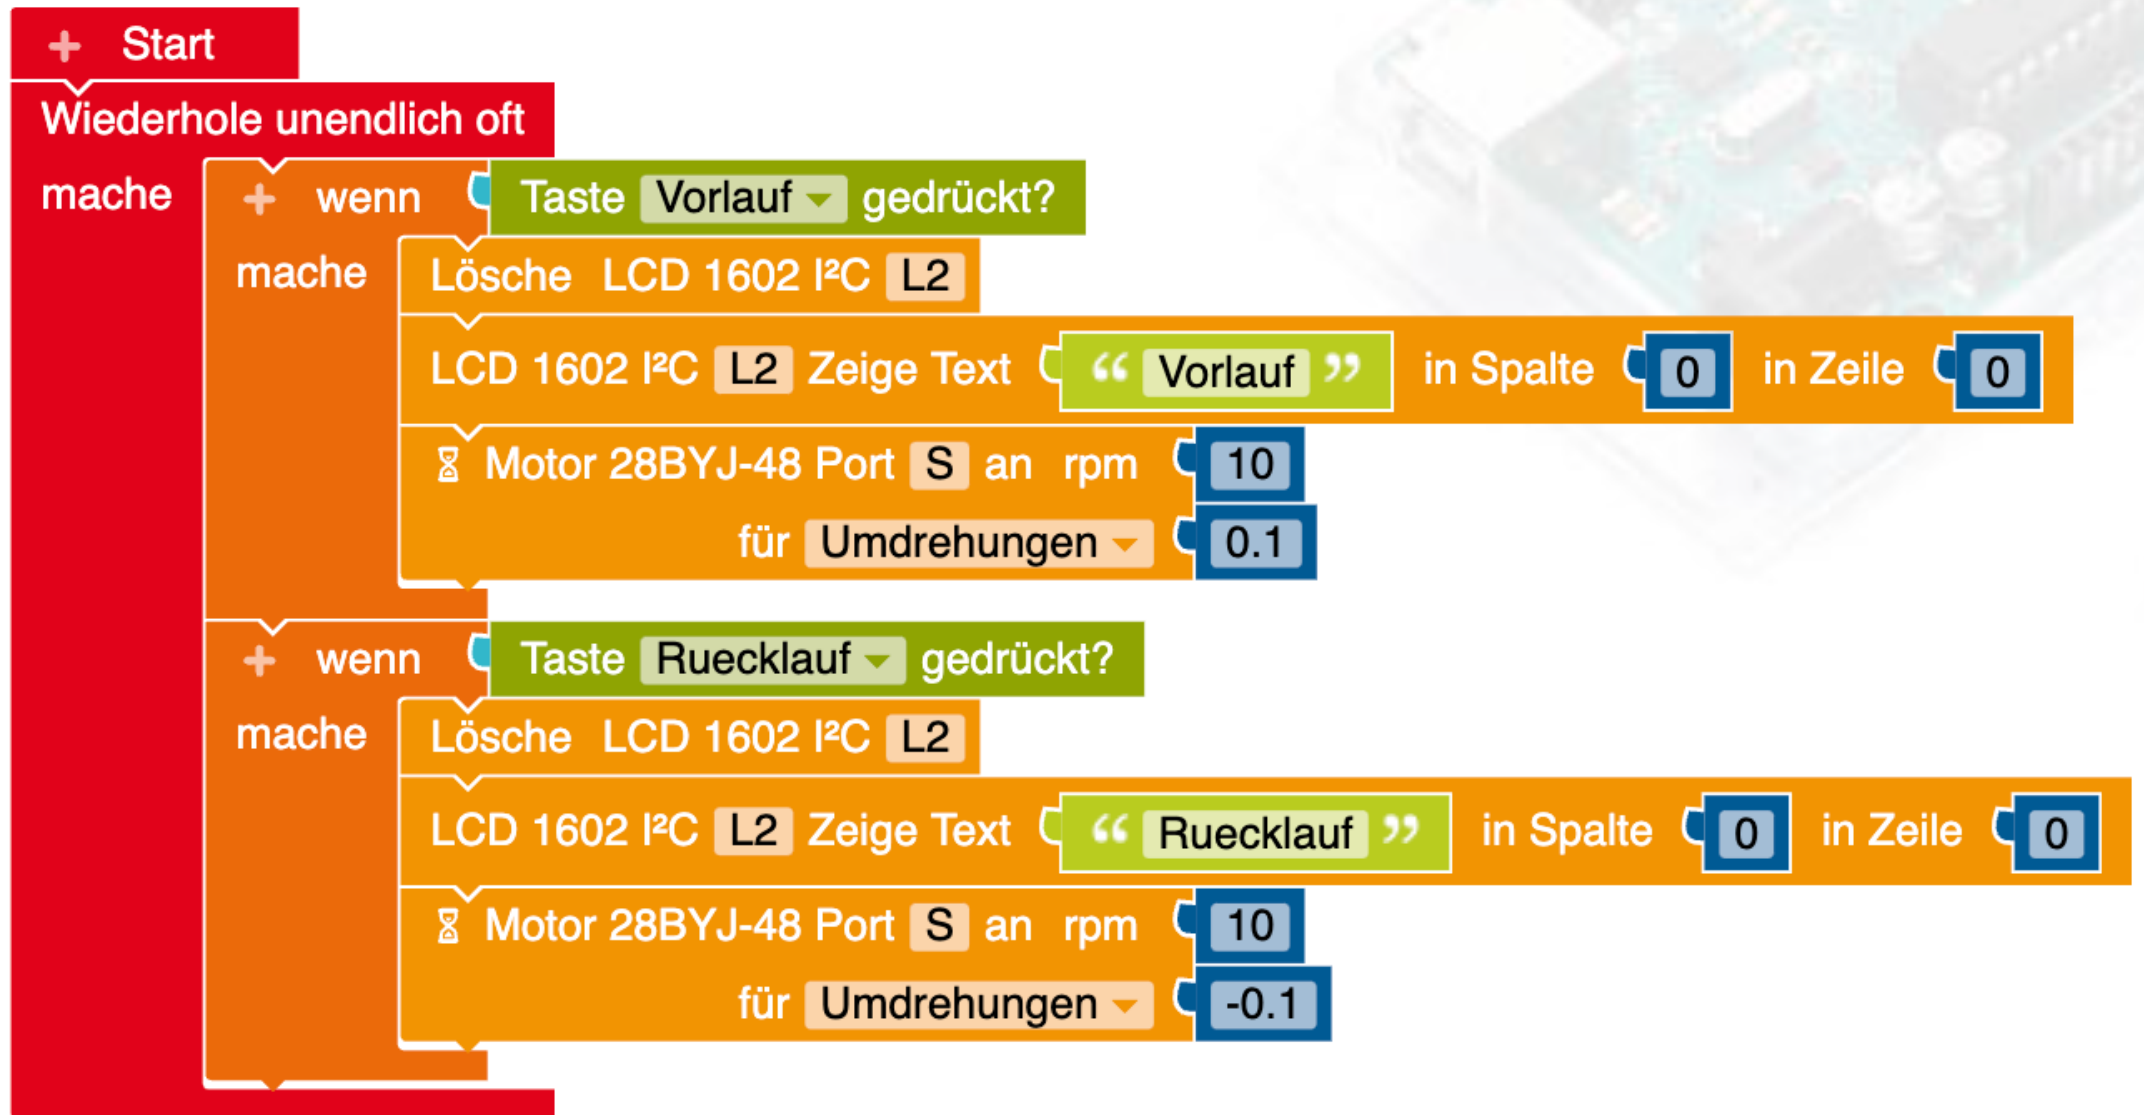 + Start
Wiederhole unendlich oft
mache + wenn Taste Vorlauf gedrückt?
mache Lösche LCD 1602 I²C L2
LCD 1602 I²C L2 Zeige Text “ Vorlauf ” in Spalte 0 in Zeile 0
Motor 28BYJ-48 Port S an rpm 10
für Umdrehungen 0.1
+ wenn Taste Ruecklauf gedrückt?
mache Lösche LCD 1602 I²C L2
LCD 1602 I²C L2 Zeige Text “ Ruecklauf ” in Spalte 0 in Zeile 0
Motor 28BYJ-48 Port S an rpm 10
für Umdrehungen -0.1